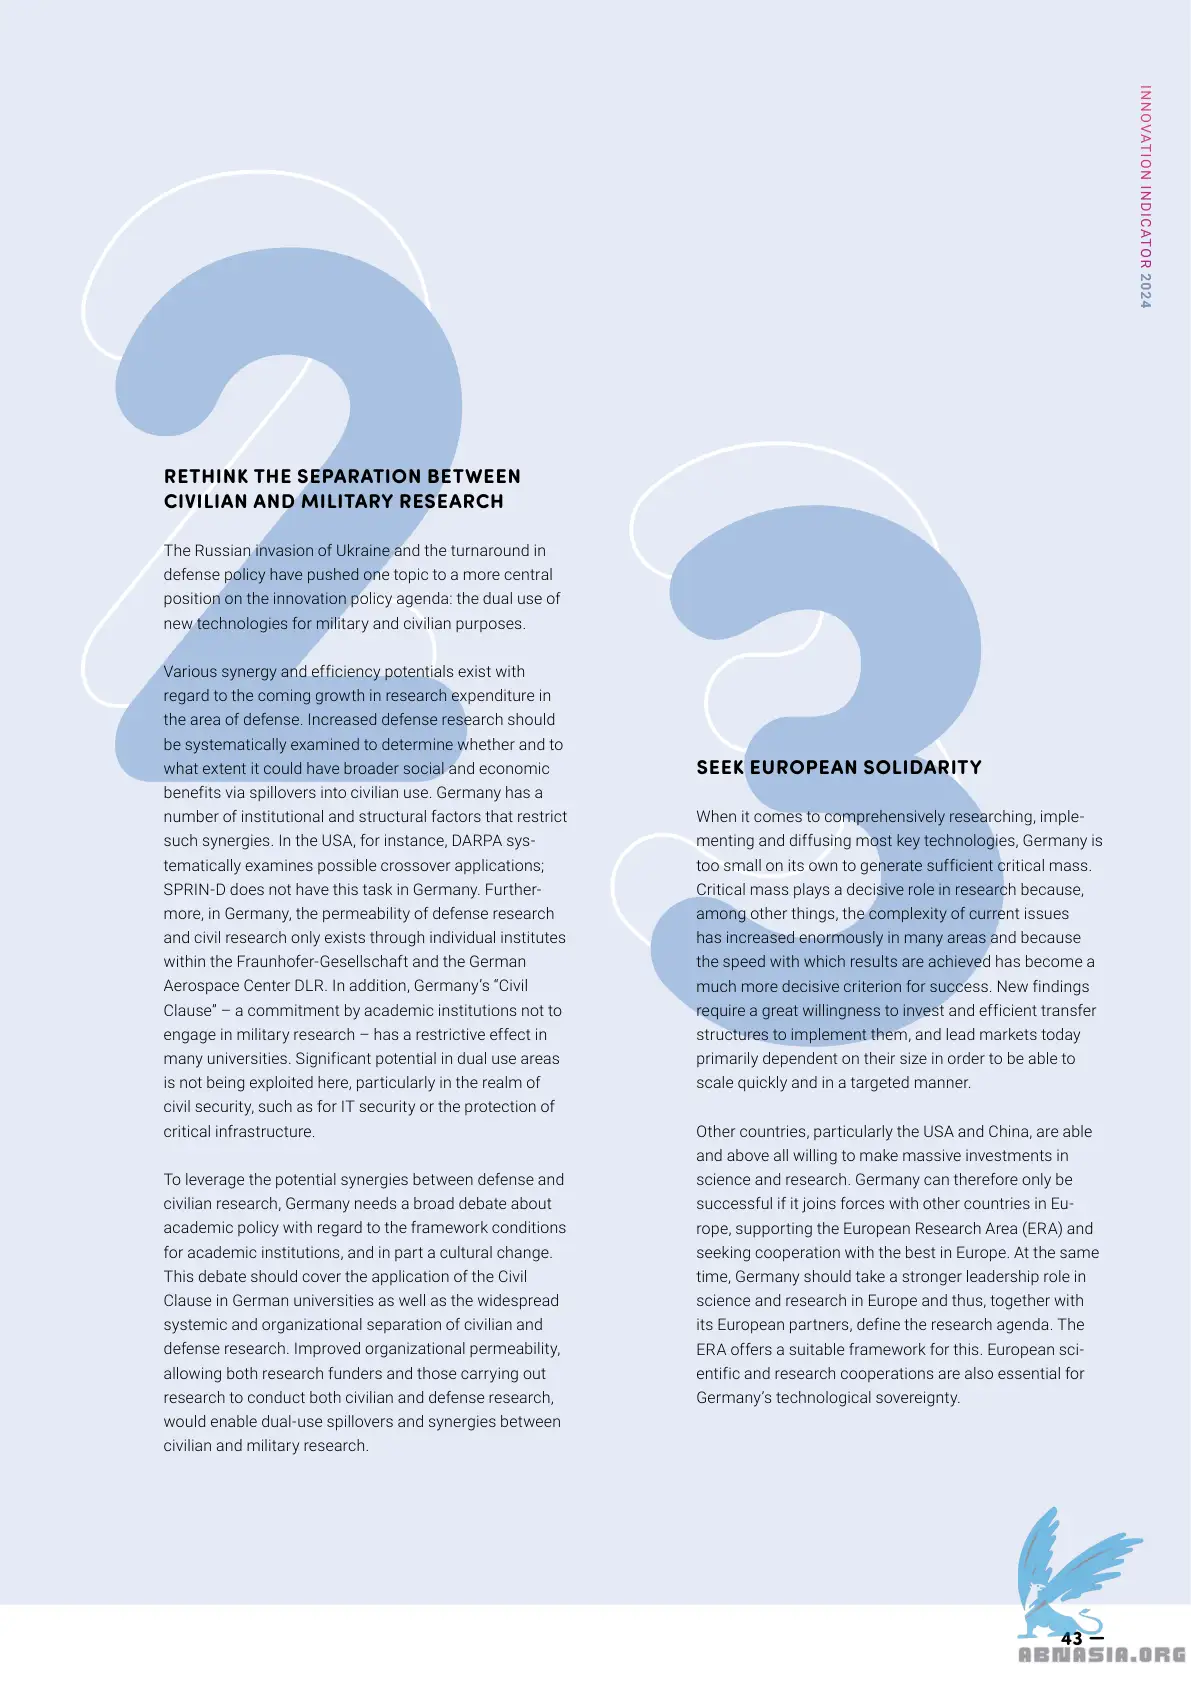 INNOVATION INDICATOR 2024
2
RETHINK THE SEPARATION BETWEEN
CIVILIAN AND MILITARY RESEARCH
The Russian invasion of Ukraine and the turnaround in
defense policy have pushed one topic to a more central
position on the innovation policy agenda: the dual use of
new technologies for military and civilian purposes.
Various synergy and efficiency potentials exist with
regard to the coming growth in research expenditure in
the area of defense. Increased defense research should
be systematically examined to determine whether and to
what extent it could have broader social and economic
benefits via spillovers into civilian use. Germany has a
number of institutional and structural factors that restrict
such synergies. In the USA, for instance, DARPA sys-
tematically examines possible crossover applications;
SPRIN-D does not have this task in Germany. Further-
more, in Germany, the permeability of defense research
and civil research only exists through individual institutes
within the Fraunhofer-Gesellschaft and the German
Aerospace Center DLR. In addition, Germany’s “Civil
Clause” – a commitment by academic institutions not to
engage in military research – has a restrictive effect in
many universities. Significant potential in dual use areas
is not being exploited here, particularly in the realm of
civil security, such as for IT security or the protection of
critical infrastructure.
To leverage the potential synergies between defense and
civilian research, Germany needs a broad debate about
academic policy with regard to the framework conditions
for academic institutions, and in part a cultural change.
This debate should cover the application of the Civil
Clause in German universities as well as the widespread
systemic and organizational separation of civilian and
defense research. Improved organizational permeability,
allowing both research funders and those carrying out
research to conduct both civilian and defense research,
would enable dual-use spillovers and synergies between
civilian and military research.
3
SEEK EUROPEAN SOLIDARITY
When it comes to comprehensively researching, imple-
menting and diffusing most key technologies, Germany is
too small on its own to generate sufficient critical mass.
Critical mass plays a decisive role in research because,
among other things, the complexity of current issues
has increased enormously in many areas and because
the speed with which results are achieved has become a
much more decisive criterion for success. New findings
require a great willingness to invest and efficient transfer
structures to implement them, and lead markets today
primarily dependent on their size in order to be able to
scale quickly and in a targeted manner.
Other countries, particularly the USA and China, are able
and above all willing to make massive investments in
science and research. Germany can therefore only be
successful if it joins forces with other countries in Eu-
rope, supporting the European Research Area (ERA) and
seeking cooperation with the best in Europe. At the same
time, Germany should take a stronger leadership role in
science and research in Europe and thus, together with
its European partners, define the research agenda. The
ERA offers a suitable framework for this. European sci-
entific and research cooperations are also essential for
Germany’s technological sovereignty.
43 —
ABNASIA.ORG